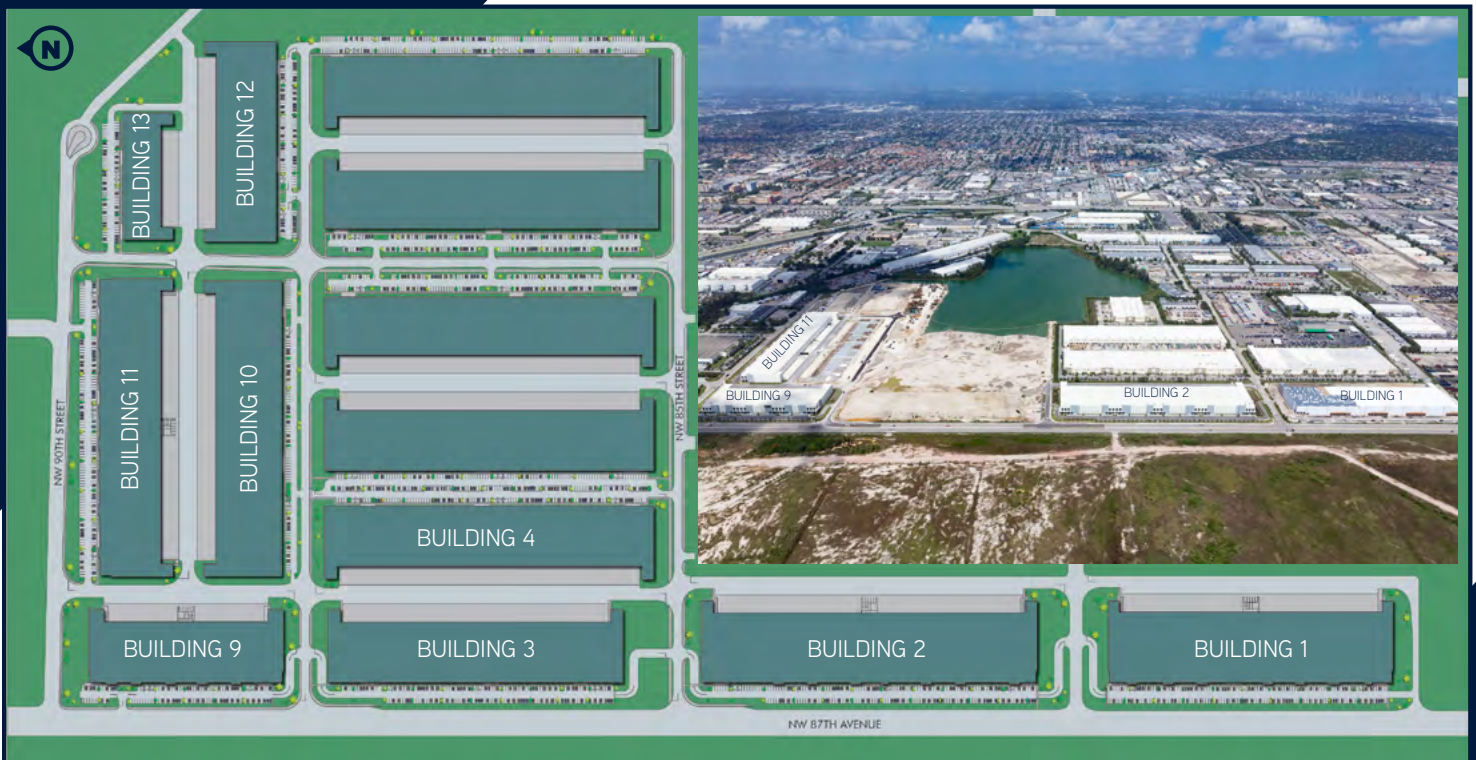 N
BUILDING 13
BUILDING 12
BUILDING 11
BUILDING 10
NW 90TH STREET
NW 85TH STREET
BUILDING 4
BUILDING 9
BUILDING 3
BUILDING 2
BUILDING 1
NW 87TH AVENUE
BUILDING 11
BUILDING 9
BUILDING 2
BUILDING 1